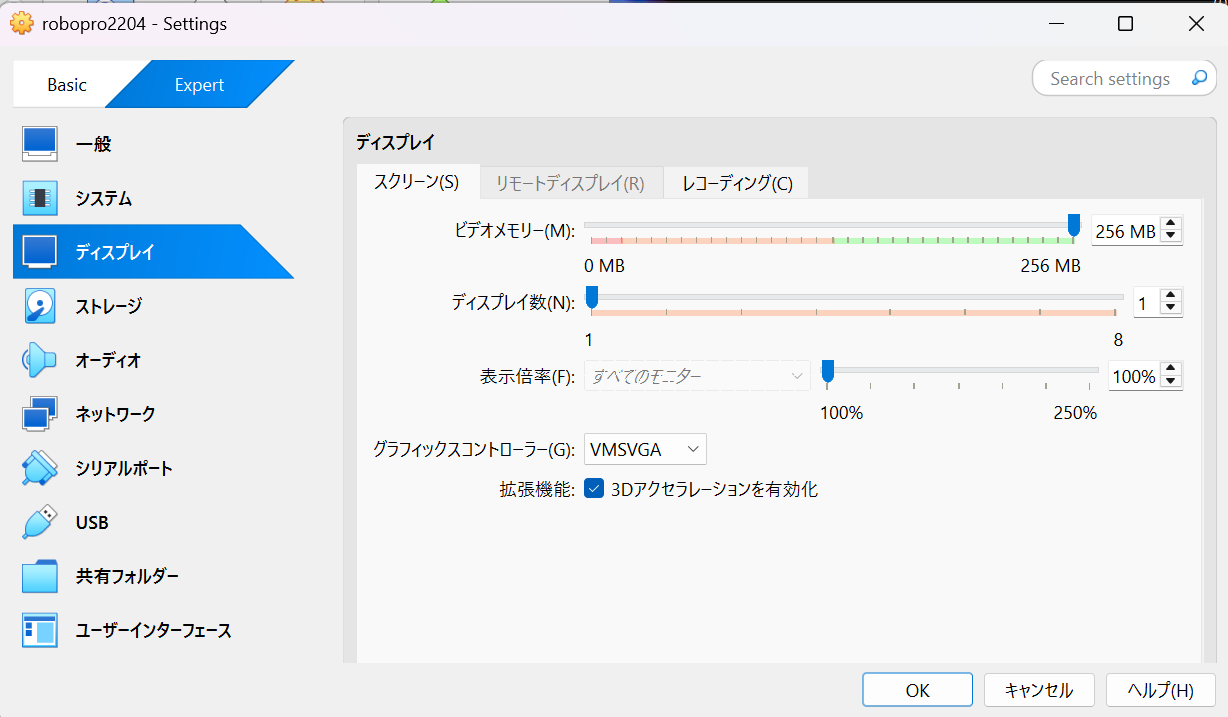 robopro2204 - Settings
Basic
Expert
Search settings
一般
システム
ディスプレイ
ストレージ
オーディオ
ネットワーク
シリアルポート
USB
共有フォルダー
ユーザーインターフェース
ディスプレイ
スクリーン(S)
リモートディスプレイ(R)
レコーディング(C)
ビデオメモリー(M):
256 MB
0 MB
256 MB
ディスプレイ数(N):
1
1
8
表示倍率(F):
すべてのモニター
100%
100%
250%
グラフィックスコントローラー(G):
VMSVGA
拡張機能:
3Dアクセラレーションを有効化
OK
キャンセル
ヘルプ(H)